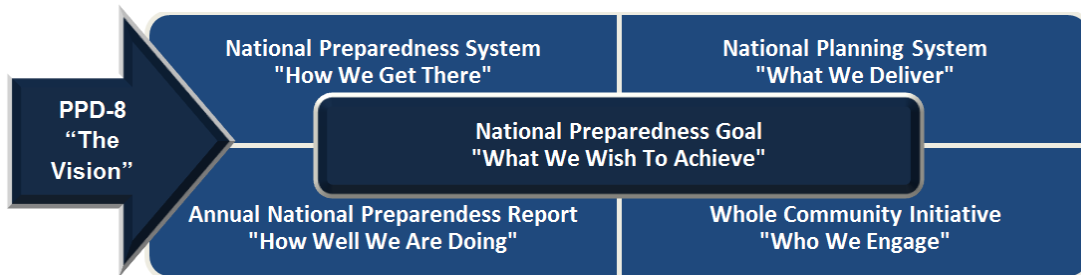 PPD-8
“The
Vision”
National Preparedness System
"How We Get There"
National Planning System
"What We Deliver"
National Preparedness Goal
"What We Wish To Achieve"
Annual National Preparendess Report
"How Well We Are Doing"
Whole Community Initiative
"Who We Engage"